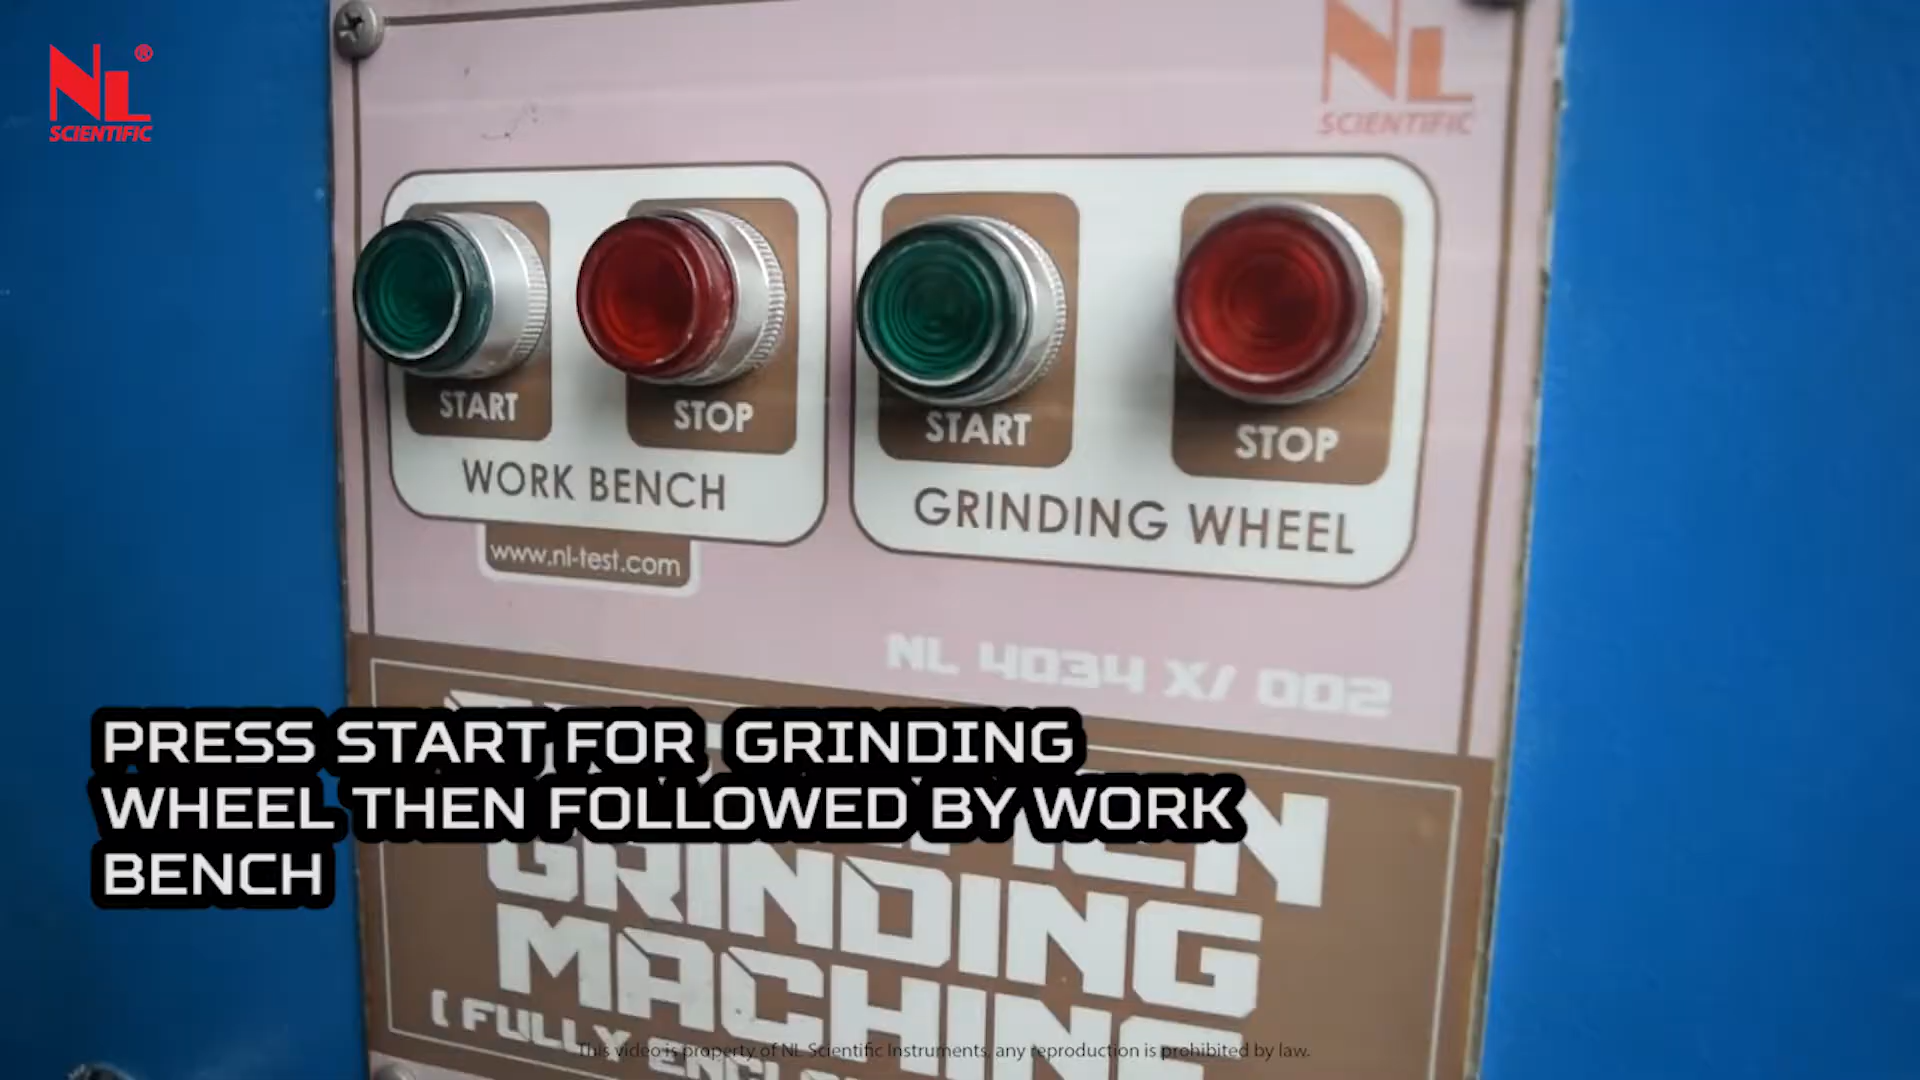 NL®
SCIENTIFIC
NL
SCIENTIFIC
START
STOP
START
STOP
WORK BENCH
GRINDING WHEEL
www.nl-test.com
NL 4034 X/ 002
PRESS START FOR GRINDING
WHEEL THEN FOLLOWED BY WORK
BENCH
GRINDING
MACHINE
( FULLY
This video is property of NL Scientific Instruments, any reproduction is prohibited by law.